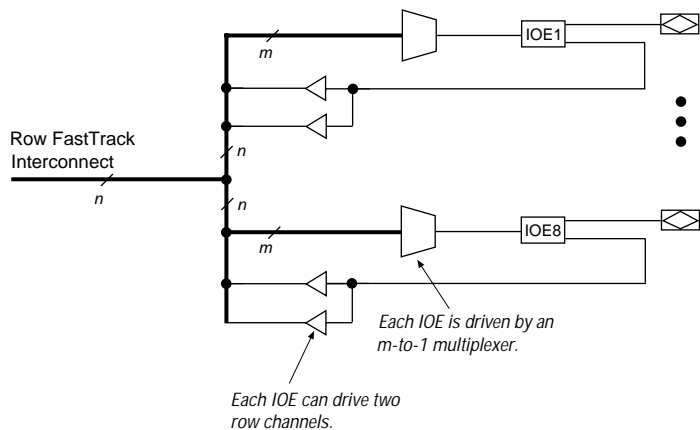 m
IOE1
Row FastTrack
Interconnect
n
n
n
m
IOE8
Each IOE is driven by an
m-to-1 multiplexer.
Each IOE can drive two
row channels.